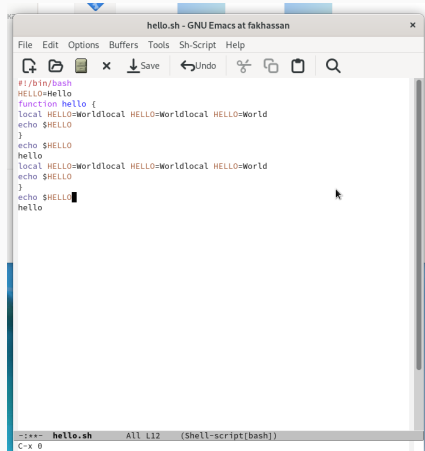 hello.sh - GNU Emacs at fakhassan
File Edit Options Buffers Tools Sh-Script Help
Save Undo
#!/bin/bash
HELLO=Hello
function hello {
local HELLO=Worldlocal HELLO=Worldlocal HELLO=World
echo $HELLO
}
echo $HELLO
hello
local HELLO=Worldlocal HELLO=Worldlocal HELLO=World
echo $HELLO
}
echo $HELLO
hello
-:**- hello.sh All L12 (Shell-script[bash])
C-x 0